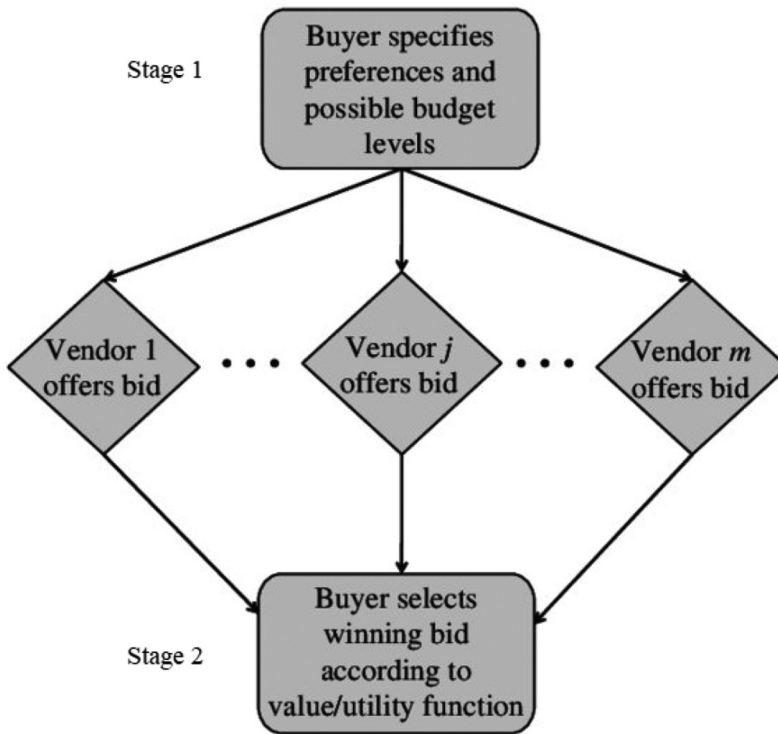 Stage 1
Buyer specifies
preferences and
possible budget
levels
Vendor 1
offers bid
Vendor j
offers bid
Vendor m
offers bid
Stage 2
Buyer selects
winning bid
according to
value/utility function